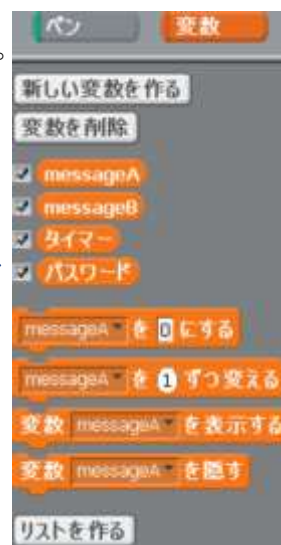 ペン 変数
。
新しい変数を作る
変数を削除
messageA
messageB
タイマー
パスワード
messageA を 0 にする
messageA を 1 ずつ変える
変数 messageA を表示する
変数 messageA を隠す
リストを作る